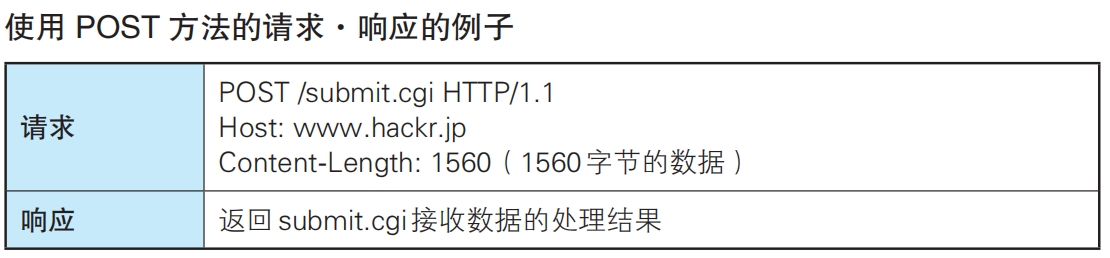 使用 POST 方法的请求·响应的例子
请求
POST /submit.cgi HTTP/1.1
Host: www.hackr.jp
Content-Length: 1560（1560字节的数据）
响应
返回 submit.cgi 接收数据的处理结果